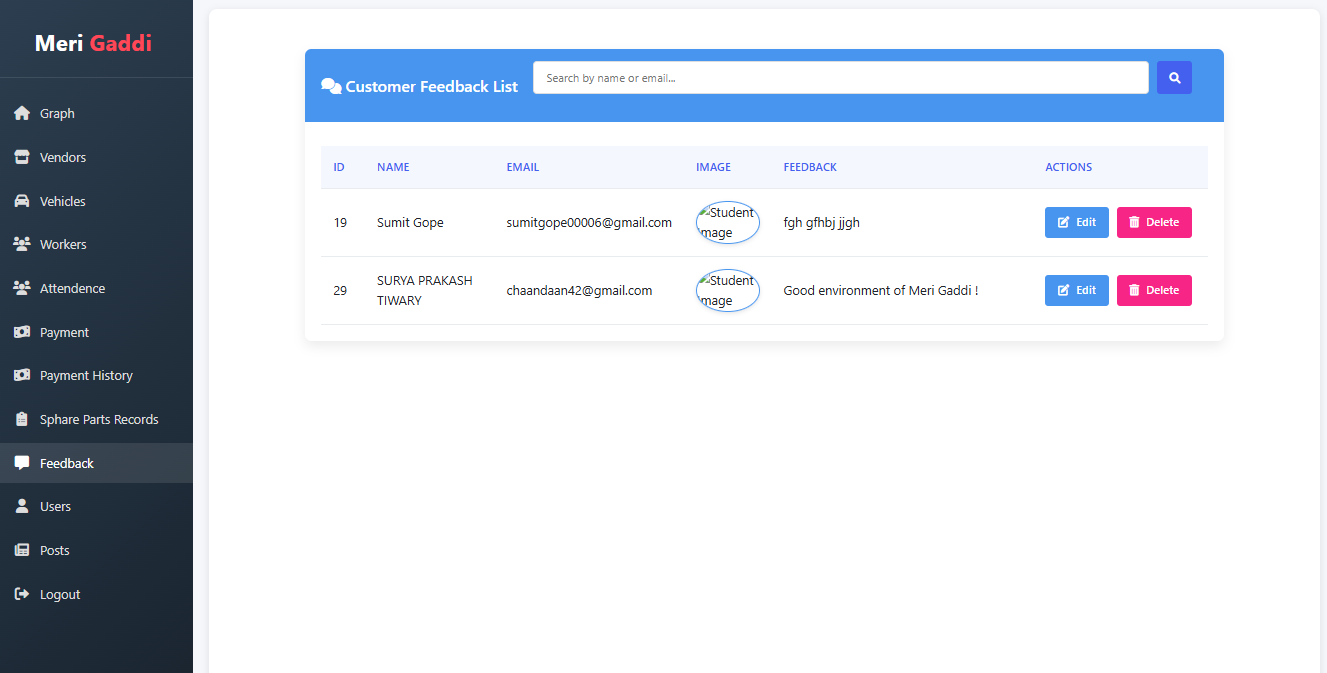 Meri Gaddi
Graph
Vendors
Vehicles
Workers
Attendence
Payment
Payment History
Sphare Parts Records
Feedback
Users
Posts
Logout
Customer Feedback List
Search by name or email...
ID NAME EMAIL IMAGE FEEDBACK ACTIONS
19 Sumit Gope sumitgope00006@gmail.com Student fgh gfhbj jjgh Edit Delete
mage
29 SURYA PRAKASH chaandaan42@gmail.com Student Good environment of Meri Gaddi ! Edit Delete
TIWARY mage